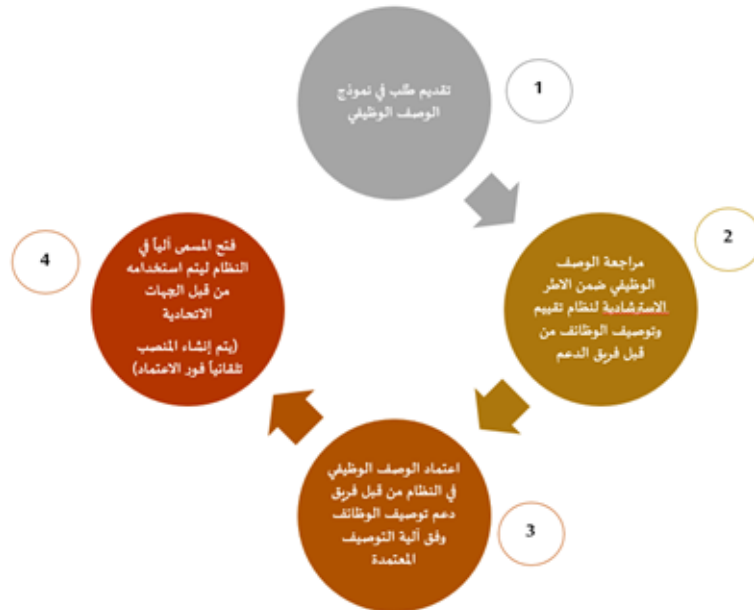 1
تقديم طلب في نموذج
الوصف الوظيفي
2
مراجعة الوصف
الوظيفي ضمن الاطر
الاسترشادية لنظام تقييم
وتوصيف الوظائف من
قبل فريق الدعم
3
اعتماد الوصف الوظيفي
في النظام من قبل فريق
دعم توصيف الوظائف
وفق آلية التوصيف
المعتمدة
4
فتح المسمى آلياً في
النظام ليتم استخدامه
من قبل الجهات
الاتحادية
(يتم إنشاء المنصب
تلقائياً فور الاعتماد)